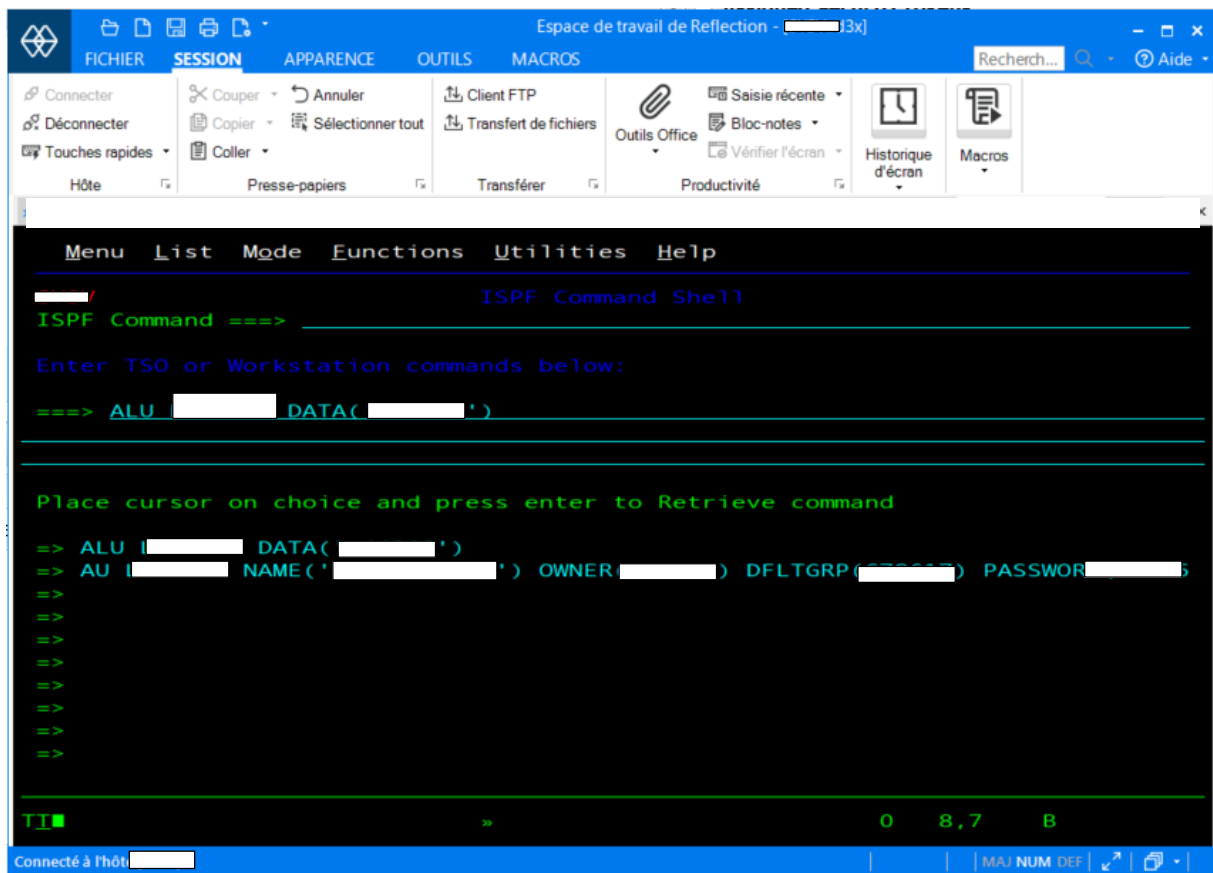 Espace de travail de Reflection - [ d3x]
FICHIER SESSION APPARENCE OUTILS MACROS Recherch... Aide
Connecter Couper Annuler Client FTP Saisie récente
Déconnecter Copier Sélectionner tout Transfert de fichiers Outils Office Bloc-notes
Touches rapides Coller Vérifier l'écran Historique d'écran Macros
Hôte Presse-papiers Transférer Productivité
Menu List Mode Functions Utilities Help
ISPF Command Shell
ISPF Command ===>
Enter TSO or Workstation commands below:
===> ALU DATA( ')
Place cursor on choice and press enter to Retrieve command
=> ALU DATA( ')
=> AU NAME(' ') OWNER( ) DFLTGRP( ) PASSWOR 5
=>
=>
=>
=>
=>
=>
=>
=>
TT » O 8,7 B
Connecté à l'hôt MAJ NUM DEF